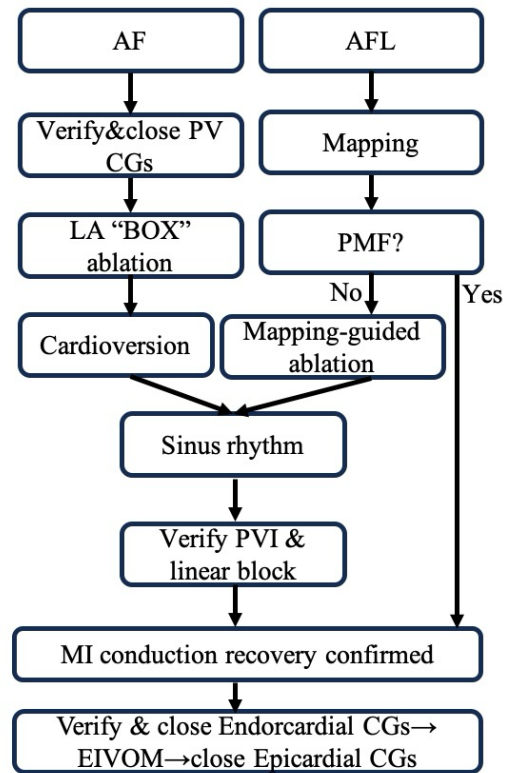 AF
AFL
Verify&close PV
CGs
Mapping
LA “BOX”
ablation
PMF?
No
Yes
Cardioversion
Mapping-guided
ablation
Sinus rhythm
Verify PVI &
linear block
MI conduction recovery confirmed
Verify & close Endorcardial CGs→
EIVOM→close Epicardial CGs